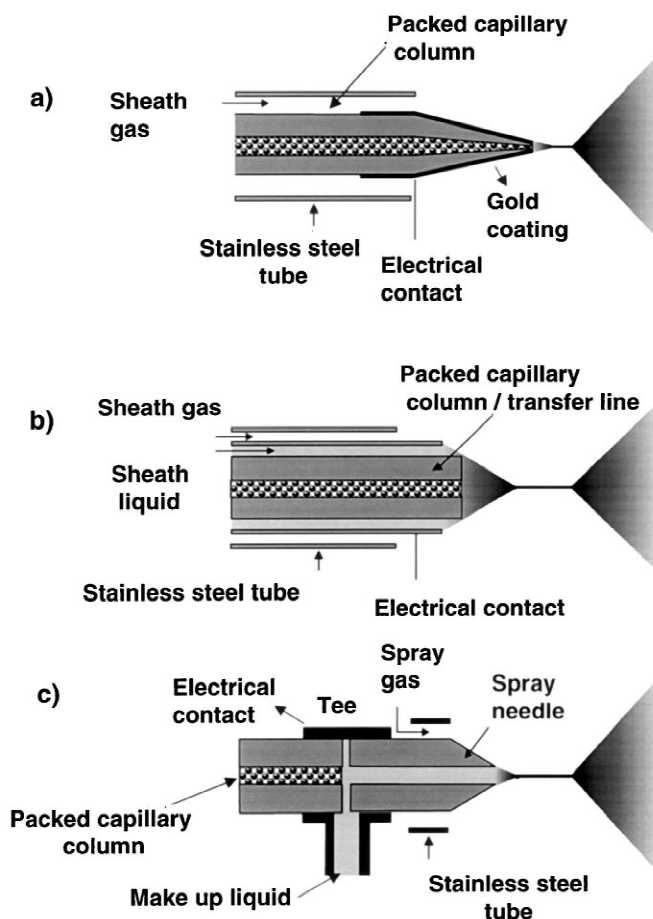 Packed capillary
column
a)
Sheath
gas
Gold
coating
Stainless steel
tube
Electrical
contact
Packed capillary
column / transfer line
Sheath gas
b)
Sheath
liquid
Stainless steel tube
Electrical contact
c)
Spray
gas
Electrical
contact
Tee
Spray
needle
Packed capillary
column
Make up liquid
Stainless steel
tube